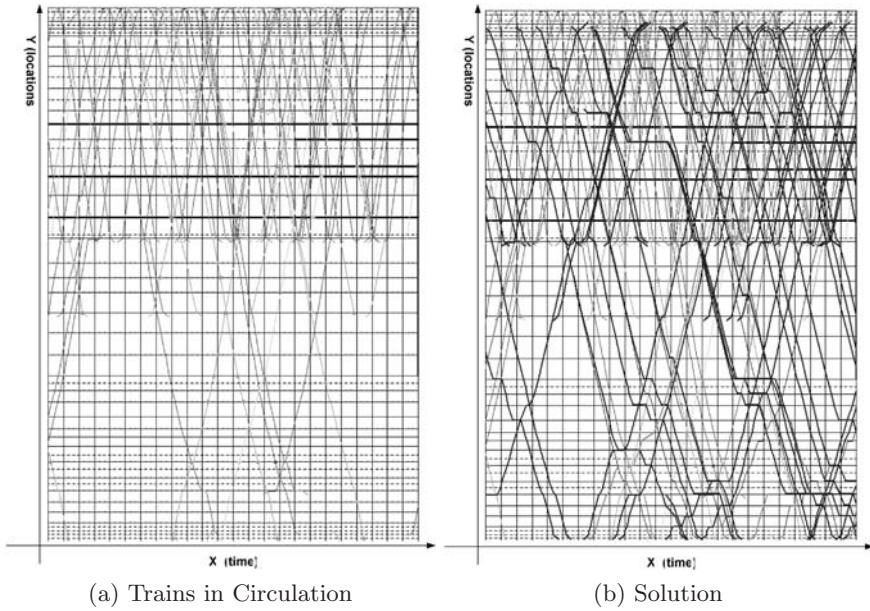 Y (locations
X (time)
(a) Trains in Circulation
Y (locations
X (time)
(b) Solution